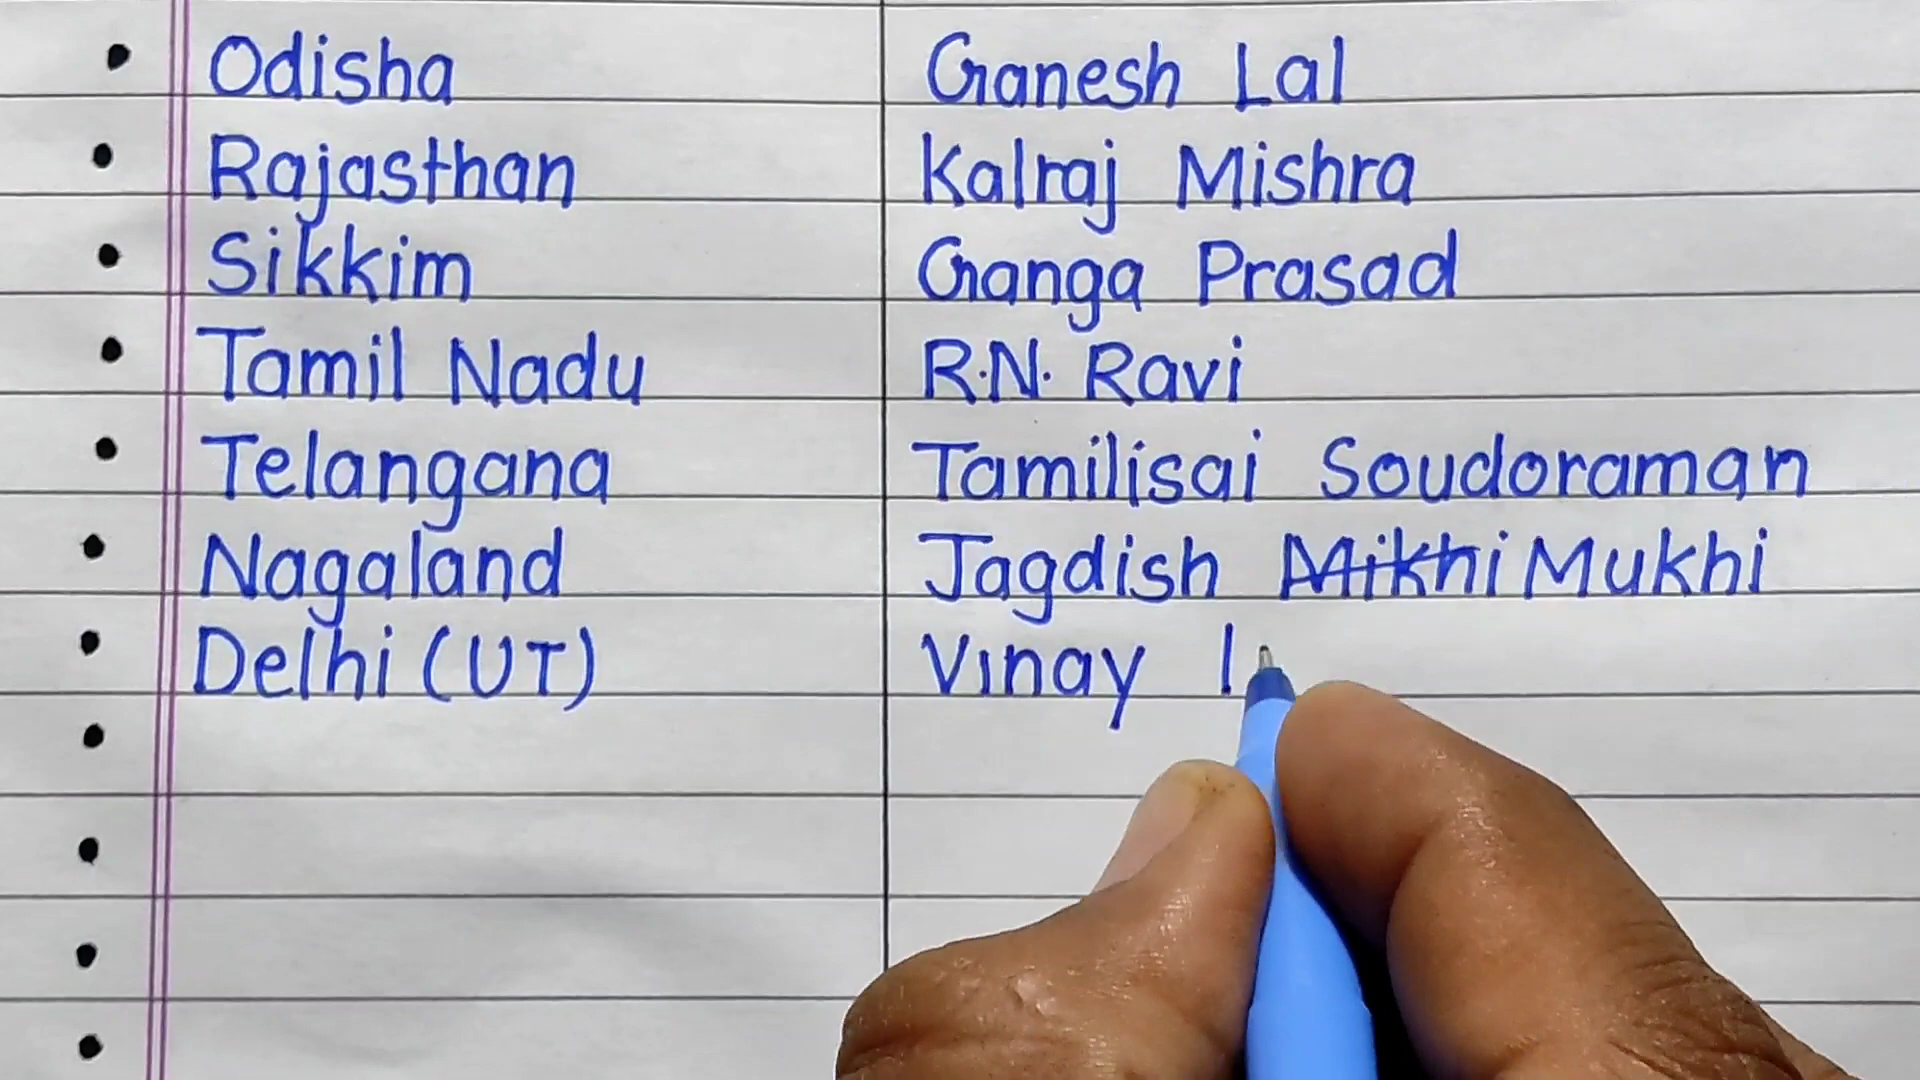 Odisha Ganesh Lal
Rajasthan Kalraj Mishra
Sikkim Ganga Prasad
Tamil Nadu R.N. Ravi
Telangana Tamilisai Soudoraman
Nagaland Jagdish Mikhi Mukhi
Delhi (UT) Vinay